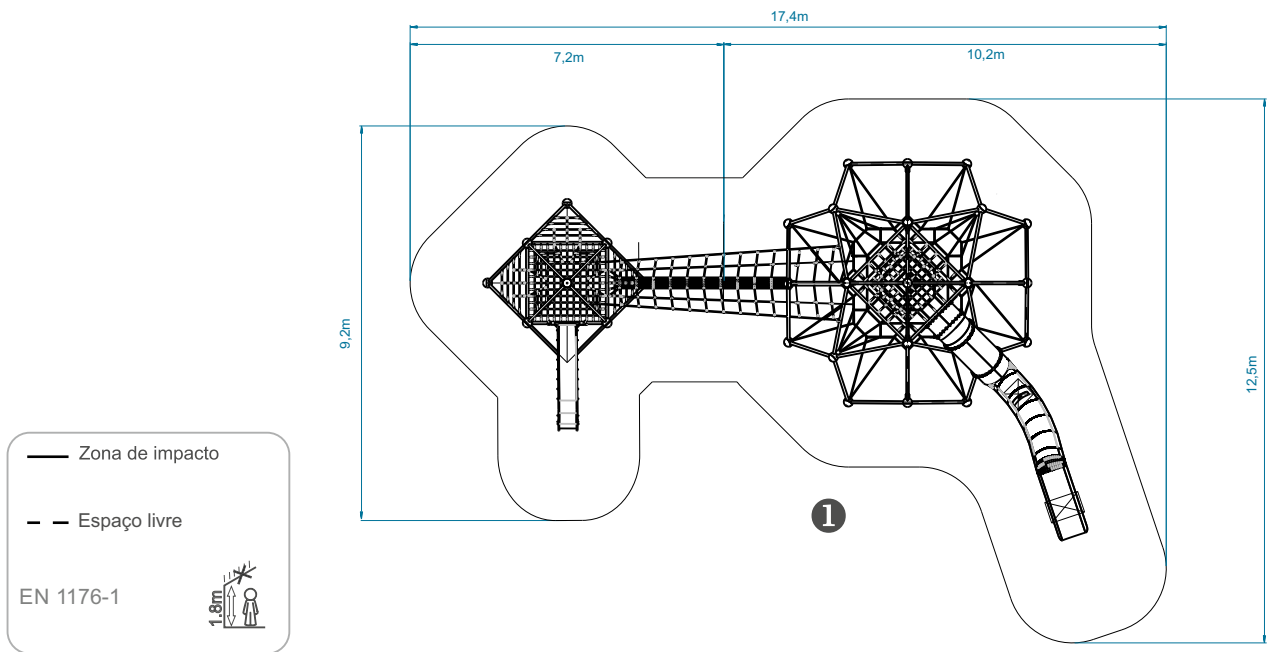 17,4m
7,2m
10,2m
9,2m
12,5m
Zona de impacto
Espaço livre
EN 1176-1
1.8m
1